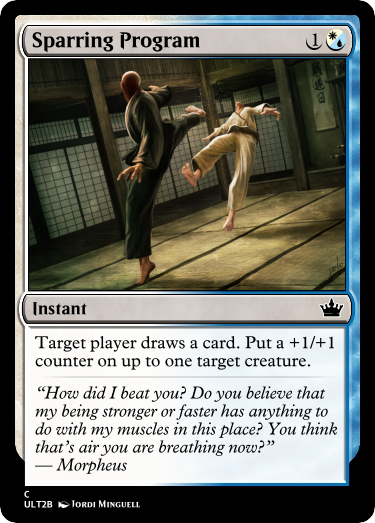 Sparring Program 1
Instant
Target player draws a card. Put a +1/+1
counter on up to one target creature.
“How did I beat you? Do you believe that
my being stronger or faster has anything to
do with my muscles in this place? You think
that’s air you are breathing now?”
— Morpheus
C
ULT2B Jordi Minguell